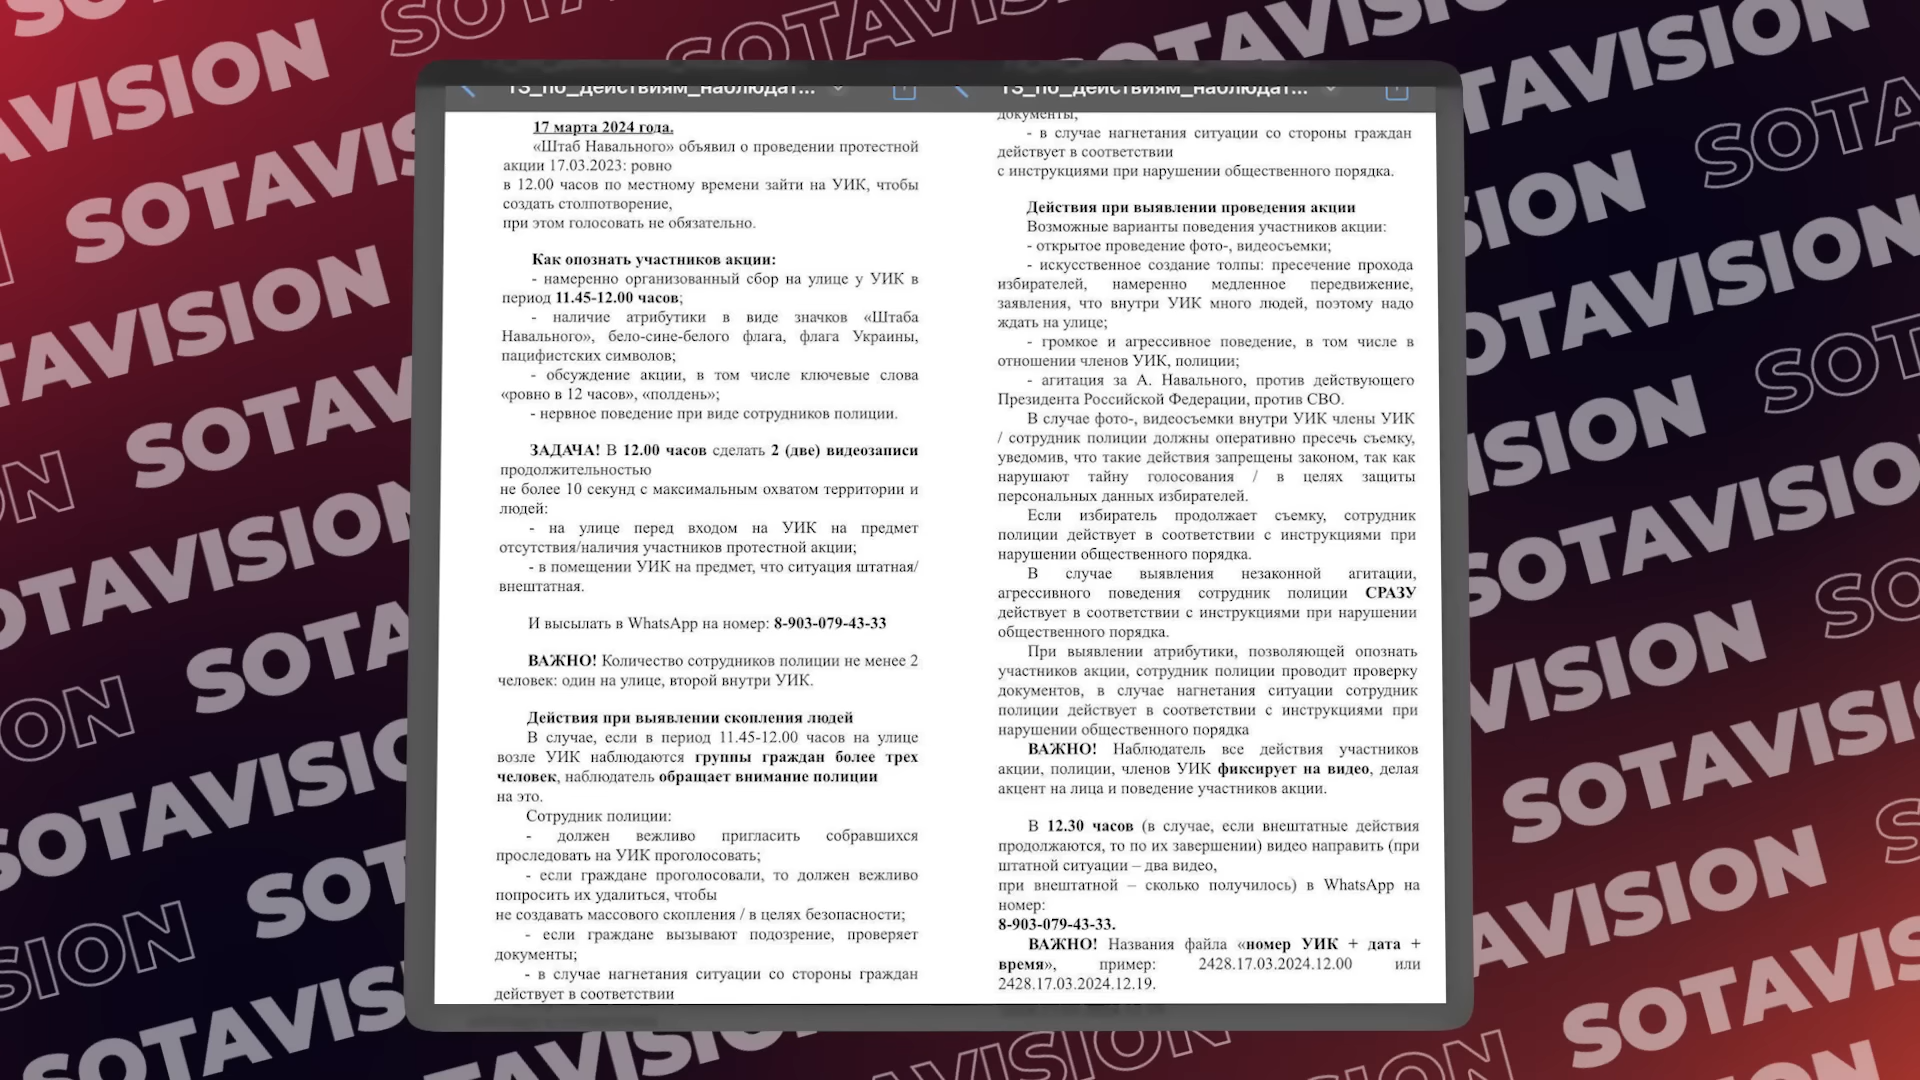 ТЗ_по_действиям_наблюдат...
17 марта 2024 года.
«Штаб Навального» объявил о проведении протестной
акции 17.03.2023: ровно
в 12.00 часов по местному времени зайти на УИК, чтобы
создать столпотворение,
при этом голосовать не обязательно.
Как опознать участников акции:
- намеренно организованный сбор на улице у УИК в
период 11.45-12.00 часов;
- наличие атрибутики в виде значков «Штаба
Навального», бело-сине-белого флага, флага Украины,
пацифистских символов;
- обсуждение акции, в том числе ключевые слова
«ровно в 12 часов», «полдень»;
- нервное поведение при виде сотрудников полиции.
ЗАДАЧА! В 12.00 часов сделать 2 (две) видеозаписи
продолжительностью
не более 10 секунд с максимальным охватом территории и
людей:
- на улице перед входом на УИК на предмет
отсутствия/наличия участников протестной акции;
- в помещении УИК на предмет, что ситуация штатная/
внештатная.
И высылать в WhatsApp на номер: 8-903-079-43-33
ВАЖНО! Количество сотрудников полиции не менее 2
человек: один на улице, второй внутри УИК.
Действия при выявлении скопления людей
В случае, если в период 11.45-12.00 часов на улице
возле УИК наблюдаются группы граждан более трех
человек, наблюдатель обращает внимание полиции
на это.
Сотрудник полиции:
- должен вежливо пригласить собравшихся
проследовать на УИК проголосовать;
- если граждане проголосовали, то должен вежливо
попросить их удалиться, чтобы
не создавать массового скопления / в целях безопасности;
- если граждане вызывают подозрение, проверяет
документы;
- в случае нагнетания ситуации со стороны граждан
действует в соответствии
ТЗ_по_действиям_наблюдат...
документы;
- в случае нагнетания ситуации со стороны граждан
действует в соответствии
с инструкциями при нарушении общественного порядка.
Действия при выявлении проведения акции
Возможные варианты поведения участников акции:
- открытое проведение фото-, видеосъемки;
- искусственное создание толпы: пресечение прохода
избирателей, намеренно медленное передвижение,
заявления, что внутри УИК много людей, поэтому надо
ждать на улице;
- громкое и агрессивное поведение, в том числе в
отношении членов УИК, полиции;
- агитация за А. Навального, против действующего
Президента Российской Федерации, против СВО.
В случае фото-, видеосъемки внутри УИК члены УИК
/ сотрудник полиции должны оперативно пресечь съемку,
уведомив, что такие действия запрещены законом, так как
нарушают тайну голосования / в целях защиты
персональных данных избирателей.
Если избиратель продолжает съемку, сотрудник
полиции действует в соответствии с инструкциями при
нарушении общественного порядка.
В случае выявления незаконной агитации,
агрессивного поведения сотрудник полиции СРАЗУ
действует в соответствии с инструкциями при нарушении
общественного порядка.
При выявлении атрибутики, позволяющей опознать
участников акции, сотрудник полиции проводит проверку
документов, в случае нагнетания ситуации сотрудник
полиции действует в соответствии с инструкциями при
нарушении общественного порядка
ВАЖНО! Наблюдатель все действия участников
акции, полиции, членов УИК фиксирует на видео, делая
акцент на лица и поведение участников акции.
В 12.30 часов (в случае, если внештатные действия
продолжаются, то по их завершении) видео направить (при
штатной ситуации – два видео,
при внештатной – сколько получилось) в WhatsApp на
номер:
8-903-079-43-33.
ВАЖНО! Названия файла «номер УИК + дата +
время», пример: 2428.17.03.2024.12.00 или
2428.17.03.2024.12.19.
SOTAVISION